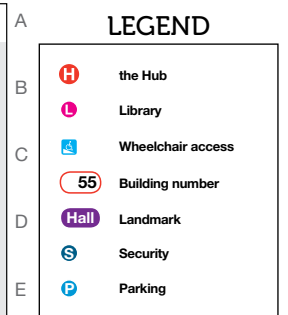 A
LEGEND
B
H the Hub
L Library
C
Wheelchair access
55 Building number
D
Hall Landmark
S Security
E
P Parking